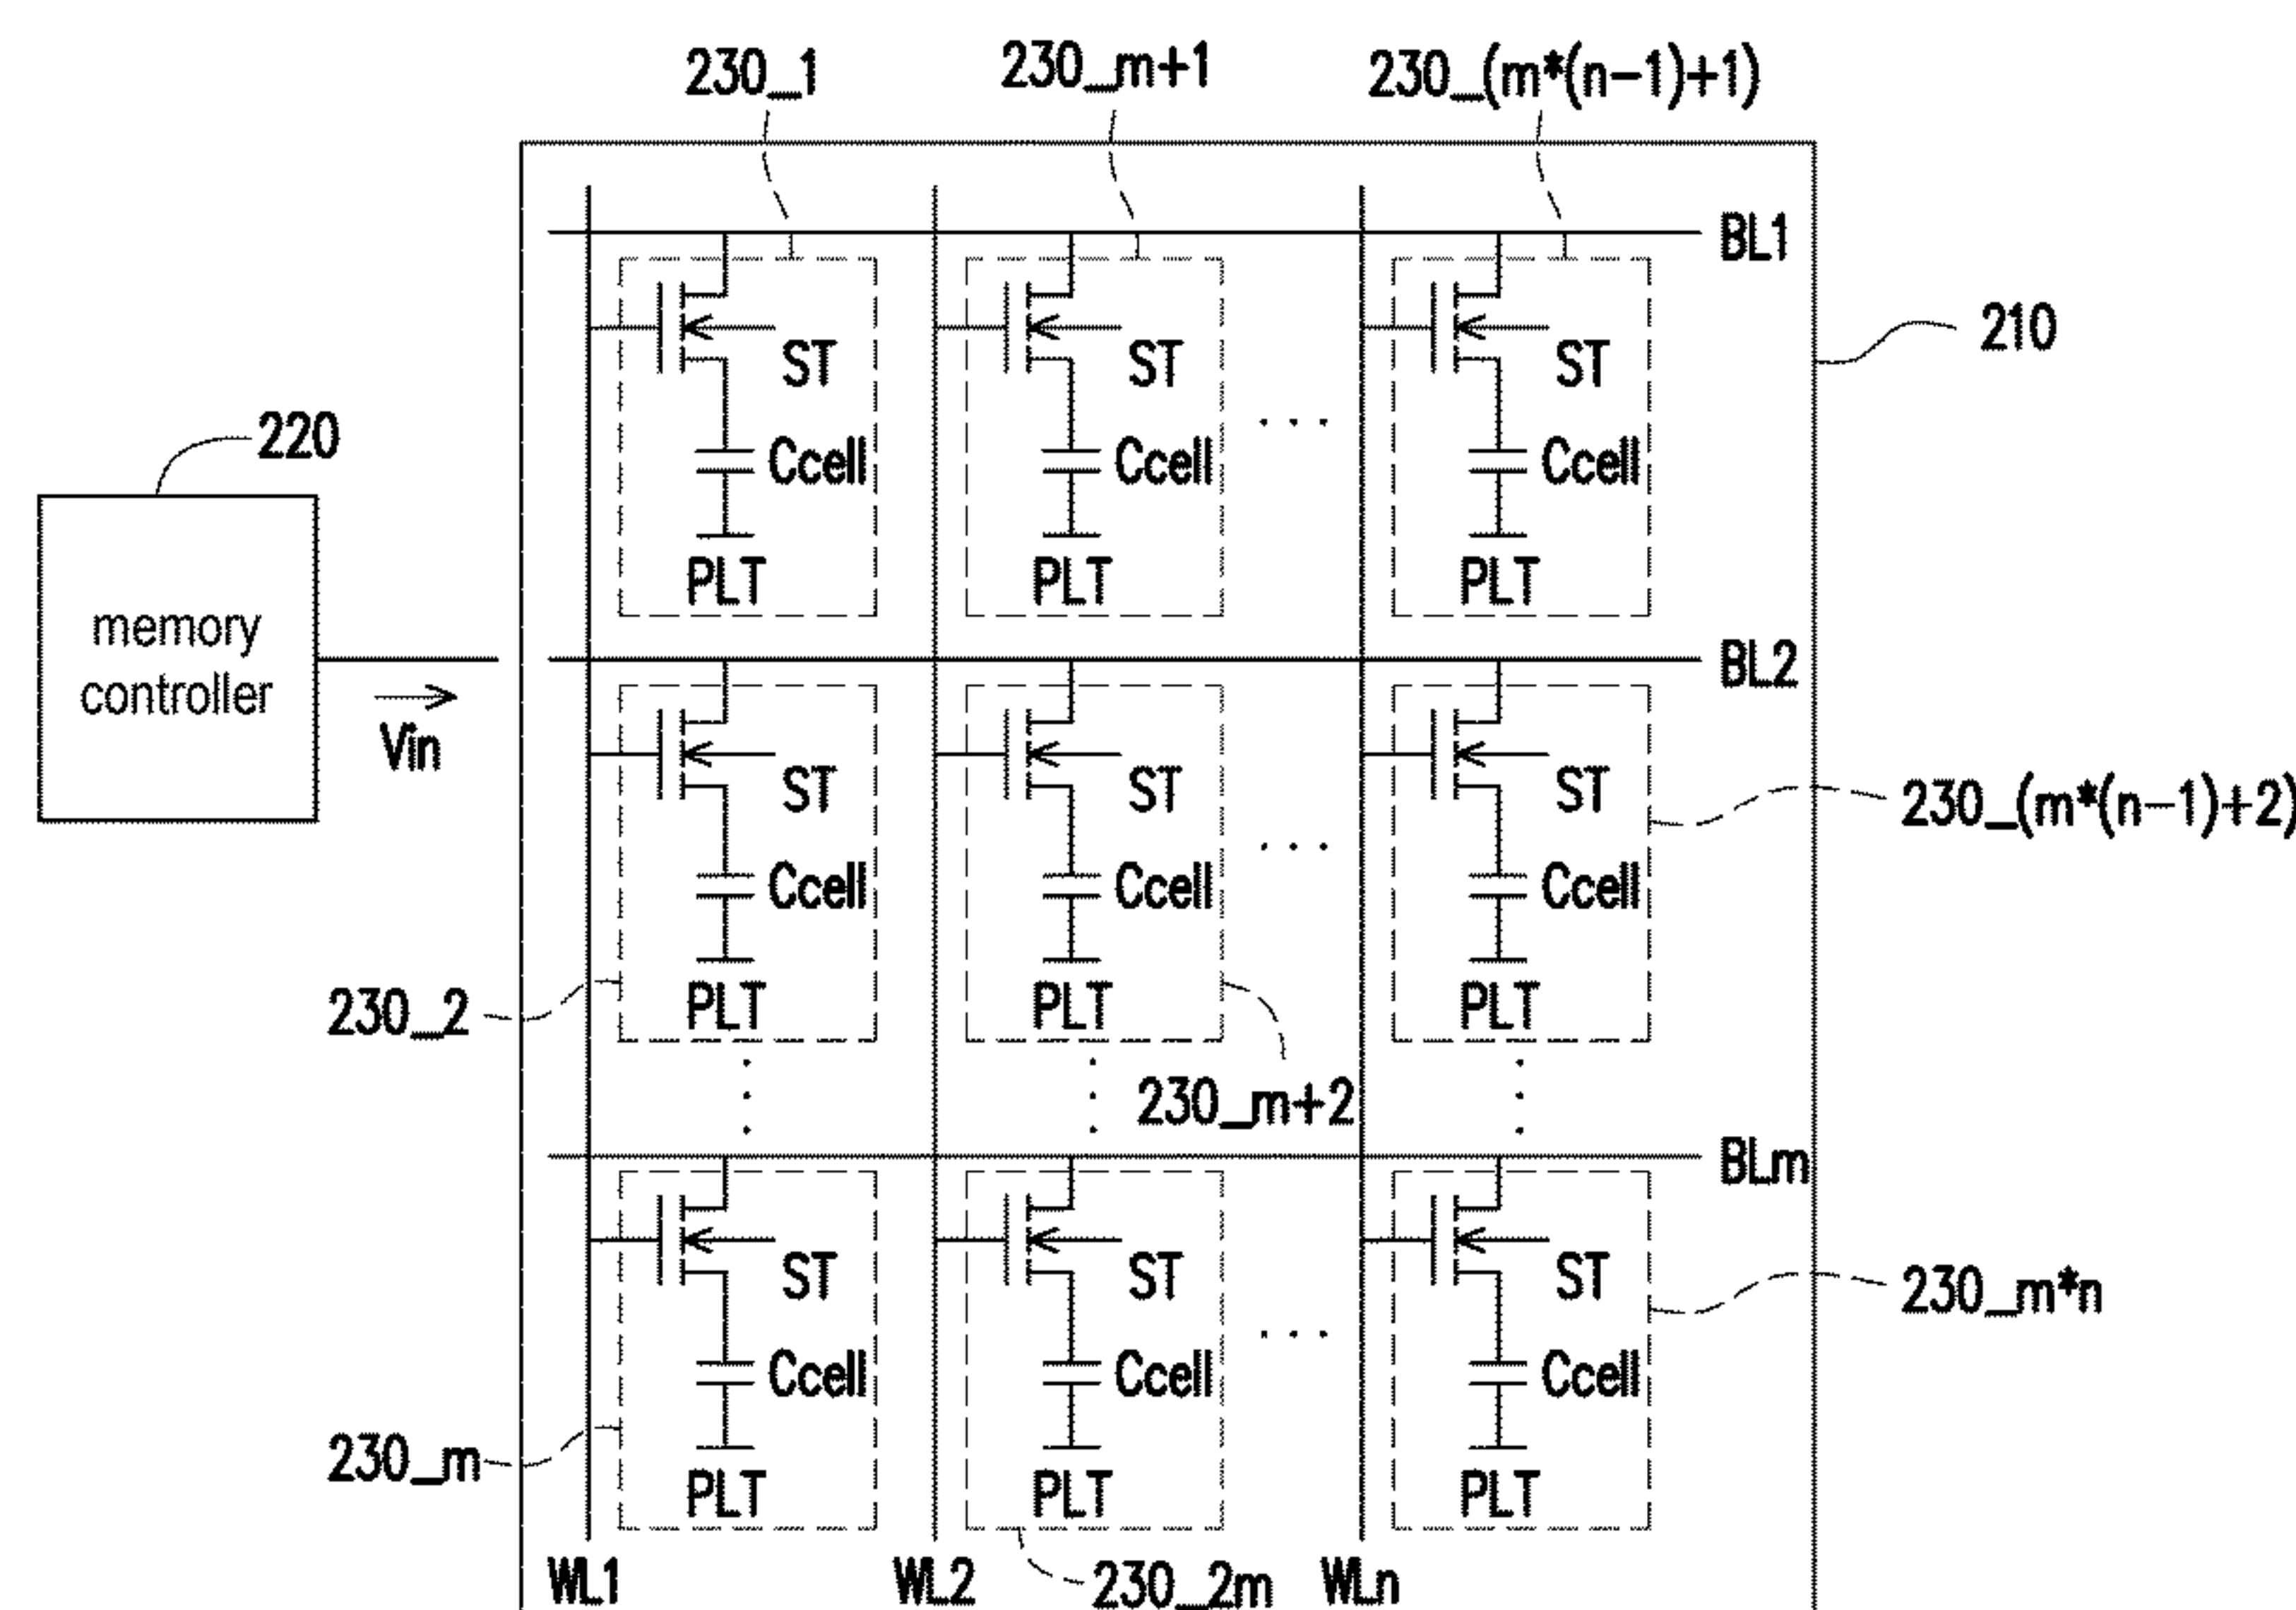 230_1 230_m+1 230_(m*(n-1)+1)
BL1
210
ST ST ST
220
Ccell Ccell Ccell
PLT PLT PLT
memory
controller
Vin
BL2
ST ST ST
230_(m*(n-1)+2)
Ccell Ccell Ccell
230_2
PLT PLT PLT
230_m+2
BLm
ST ST ST
230_m*n
Ccell Ccell Ccell
230_m
PLT PLT PLT
WL1 WL2 230_2m WLn